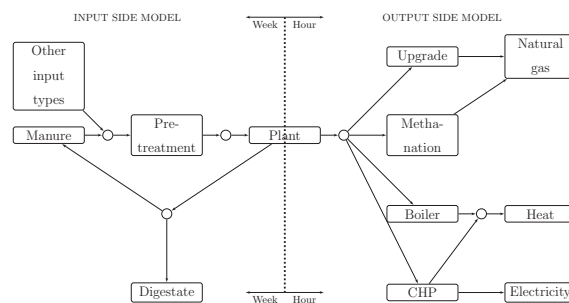 INPUT SIDE MODEL
Week
Hour
OUTPUT SIDE MODEL
Other
input
types
Manure
Pre-
treatment
Plant
Upgrade
Natural
gas
Metha-
nation
Boiler
Heat
Digestate
Week
Hour
CHP
Electricity